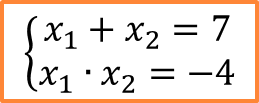 x₁ + x₂ = 7
x₁ · x₂ = −4